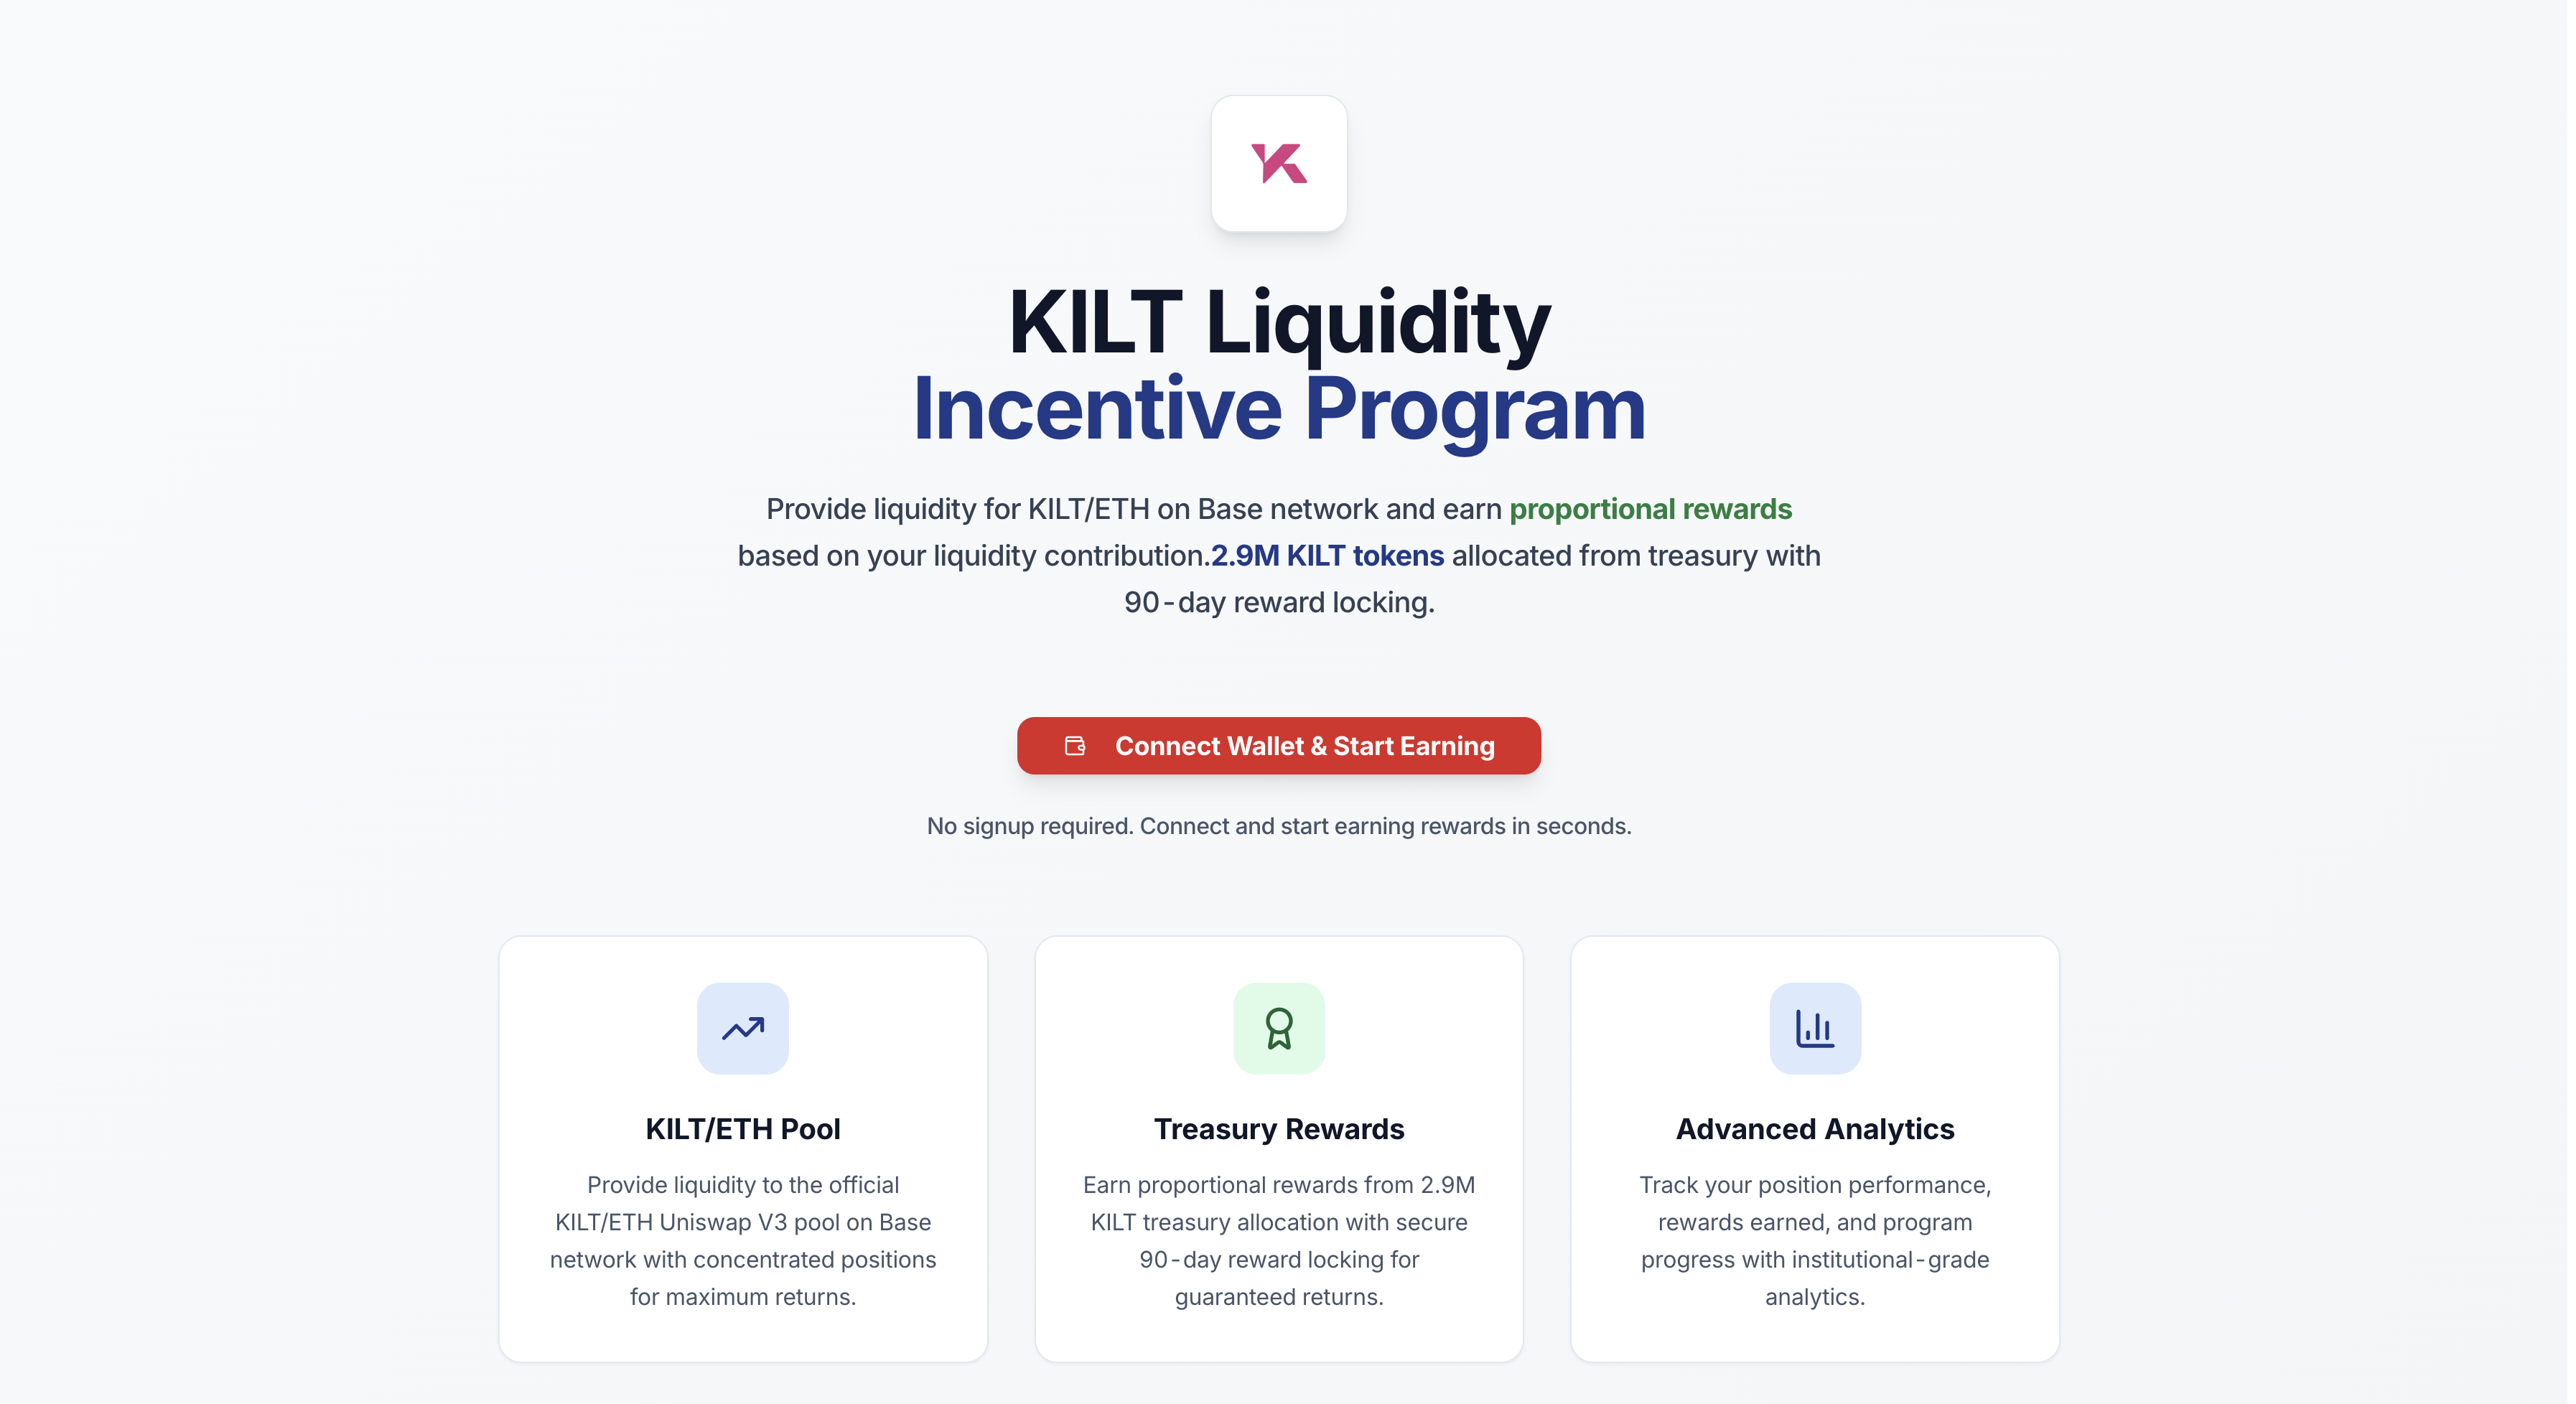 KILT Liquidity
Incentive Program
Provide liquidity for KILT/ETH on Base network and earn proportional rewards
based on your liquidity contribution.2.9M KILT tokens allocated from treasury with
90-day reward locking.
Connect Wallet & Start Earning
No signup required. Connect and start earning rewards in seconds.
KILT/ETH Pool
Provide liquidity to the official
KILT/ETH Uniswap V3 pool on Base
network with concentrated positions
for maximum returns.
Treasury Rewards
Earn proportional rewards from 2.9M
KILT treasury allocation with secure
90-day reward locking for
guaranteed returns.
Advanced Analytics
Track your position performance,
rewards earned, and program
progress with institutional-grade
analytics.